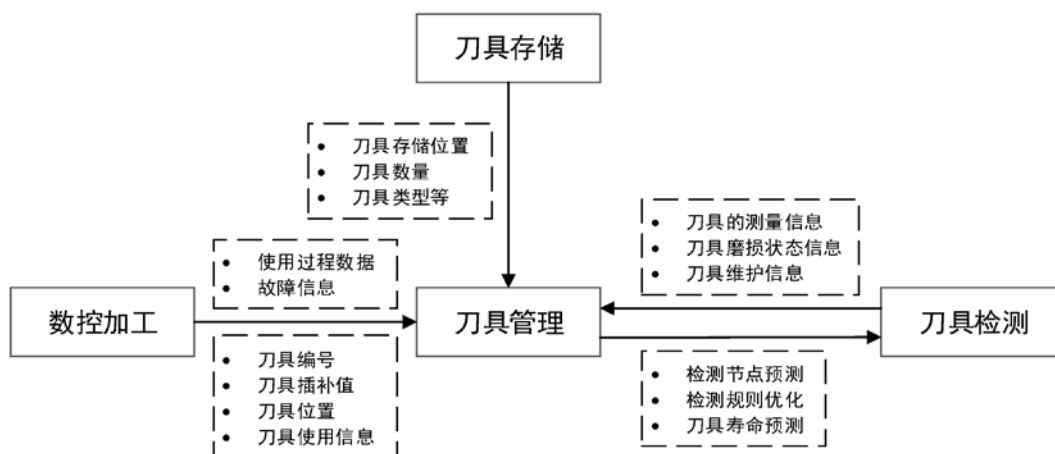 刀具存储
• 刀具存储位置
• 刀具数量
• 刀具类型等
• 刀具的测量信息
• 刀具磨损状态信息
• 刀具维护信息
• 使用过程数据
• 故障信息
数控加工
刀具管理
刀具检测
• 刀具编号
• 刀具插补值
• 刀具位置
• 刀具使用信息
• 检测节点预测
• 检测规则优化
• 刀具寿命预测